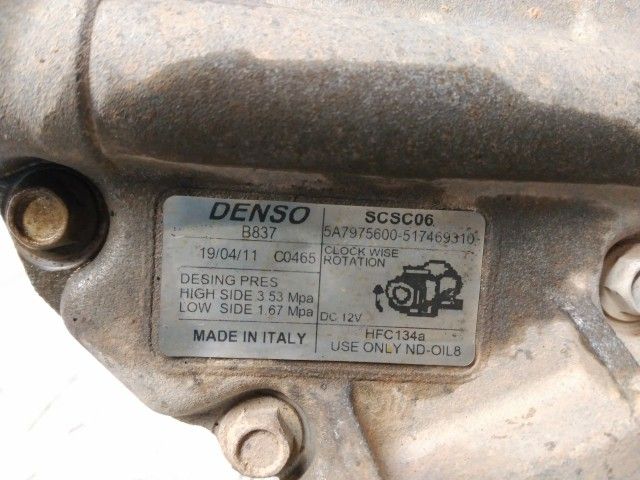 DENSO
B837
19/04/11 C0465
DESING PRES
HIGH SIDE 3.53 Mpa
LOW SIDE 1.67 Mpa
MADE IN ITALY
SCSC06
5A7975600-517469310
CLOCK WISE
ROTATION
DC 12V
HFC134a
USE ONLY ND-OIL8